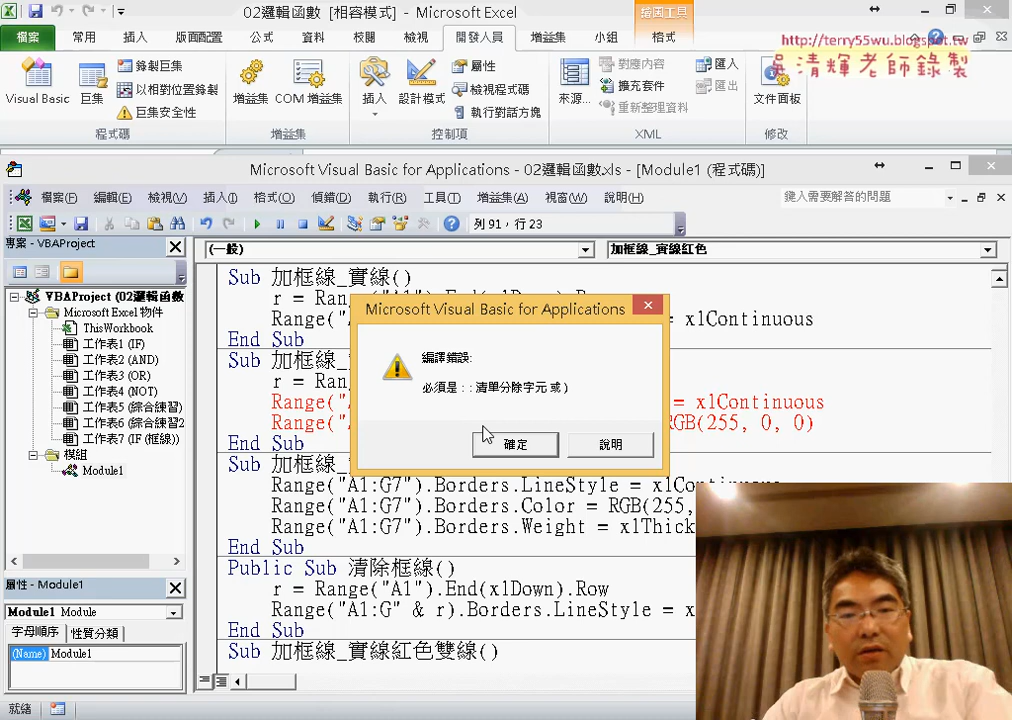 02邏輯函數 [相容模式] - Microsoft Excel
繪圖工具
檔案 常用 插入 版面配置 公式 資料 校閱 檢視 開發人員 增益集 小組 格式
http://terry55wu.blogspot.tw
吳清輝老師錄製
Visual Basic 巨集 錄製巨集 以相對位置錄製 巨集安全性 增益集 COM 增益集 插入 設計模式 屬性 檢視程式碼 執行對話方塊 來源... 對應內容 擴充套件 重新整理資料 匯入 匯出 文件面板
程式碼 增益集 控制項 XML 修改
Microsoft Visual Basic for Applications - 02邏輯函數.xls - [Module1 (程式碼)]
檔案(F) 編輯(E) 檢視(V) 插入(I) 格式(O) 偵錯(D) 執行(R) 工具(T) 增益集(A) 視窗(W) 說明(H) 鍵入需要解答的問題
列 91，行 23
專案 - VBAProject
(一般) 加框線_實線紅色
VBAProject (02邏輯函數
Microsoft Excel 物件
ThisWorkbook
工作表1 (IF)
工作表2 (AND)
工作表3 (OR)
工作表4 (NOT)
工作表5 (綜合練習)
工作表6 (綜合練習2
工作表7 (IF (框線))
模組
Module1
屬性 - Module1
Module1 Module
字母順序 性質分類
(Name) Module1
Sub 加框線_實線()
r = Ran
Range("A = xlContinuous
End Sub
Sub 加框
r = Ran
Range(" = xlContinuous
Range(" RGB(255, 0, 0)
End Sub
Sub 加框
Range("A1:G7").Borders.LineStyle = xlCont
Range("A1:G7").Borders.Color = RGB(255,
Range("A1:G7").Borders.Weight = xlThick
End Sub
Public Sub 清除框線()
r = Range("A1").End(xlDown).Row
Range("A1:G" & r).Borders.LineStyle = x
End Sub
Sub 加框線_實線紅色雙線()
Microsoft Visual Basic for Applications
編譯錯誤:
必須是: : 清單分隔字元 或 )
確定 說明
就緒